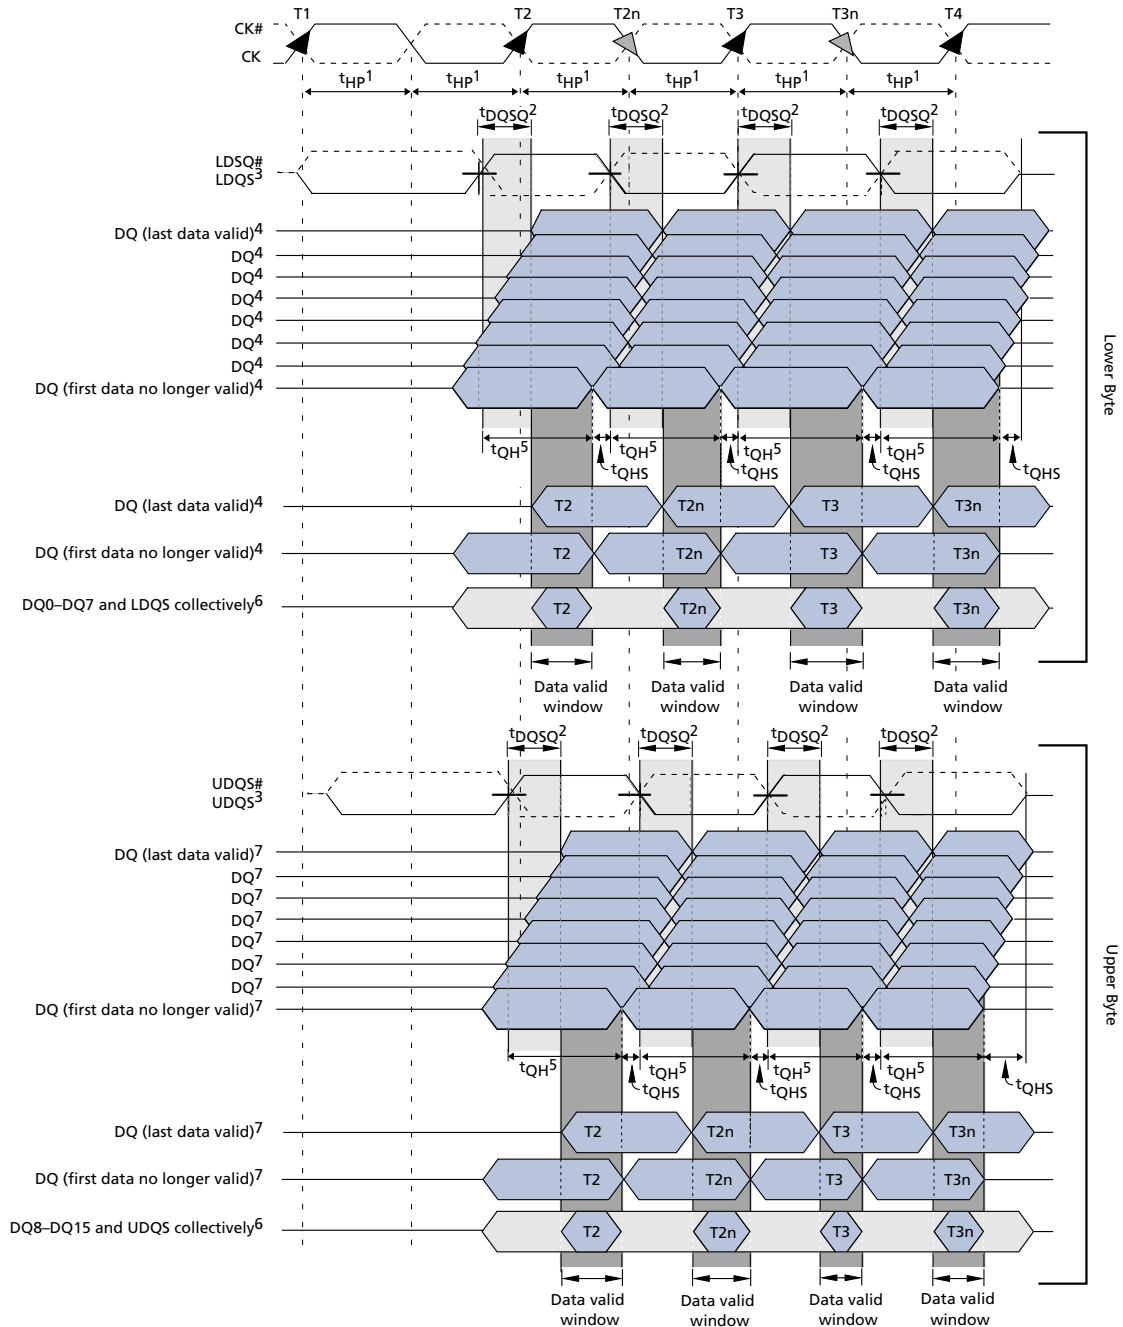 T1 T2 T2n T3 T3n T4
CK#
CK
tHP1 tHP1 tHP1 tHP1 tHP1 tHP1
tDQSQ2 tDQSQ2 tDQSQ2 tDQSQ2
LDSQ#
LDQS3
DQ (last data valid)4
DQ4
DQ4
DQ4
DQ4
DQ4
DQ4
DQ (first data no longer valid)4
Lower Byte
tQH5 tQH5 tQH5 tQH5
tQHS tQHS tQHS tQHS
DQ (last data valid)4 T2 T2n T3 T3n
DQ (first data no longer valid)4 T2 T2n T3 T3n
DQ0–DQ7 and LDQS collectively6 T2 T2n T3 T3n
Data valid window Data valid window Data valid window Data valid window
tDQSQ2 tDQSQ2 tDQSQ2 tDQSQ2
UDQS#
UDQS3
DQ (last data valid)7
DQ7
DQ7
DQ7
DQ7
DQ7
DQ7
DQ (first data no longer valid)7
Upper Byte
tQH5 tQH5 tQH5 tQH5
tQHS tQHS tQHS tQHS
DQ (last data valid)7 T2 T2n T3 T3n
DQ (first data no longer valid)7 T2 T2n T3 T3n
DQ8–DQ15 and UDQS collectively6 T2 T2n T3 T3n
Data valid window Data valid window Data valid window Data valid window